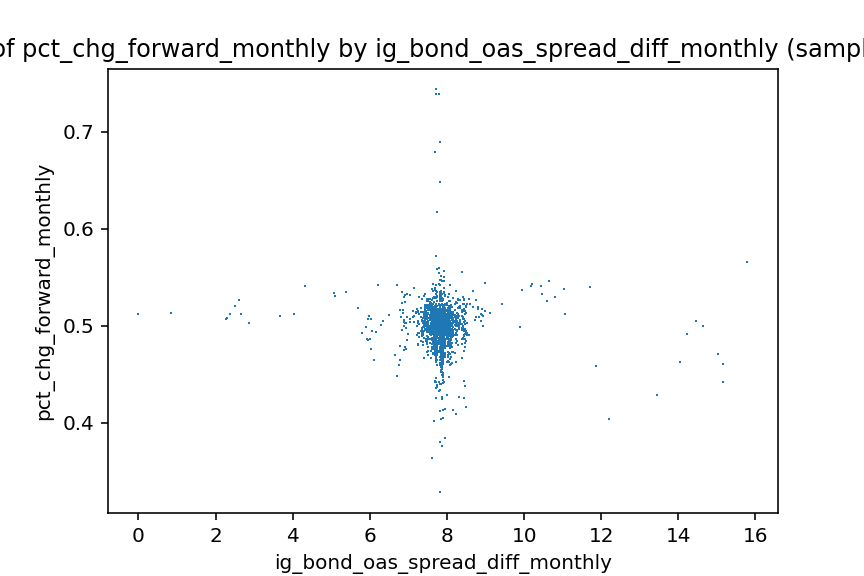 of pct_chg_forward_monthly by ig_bond_oas_spread_diff_monthly
0.7
0.6
0.5
0.4
pct_chg_forward_monthly
0 2 4 6 8 10 12 14 16
ig_bond_oas_spread_diff_monthly